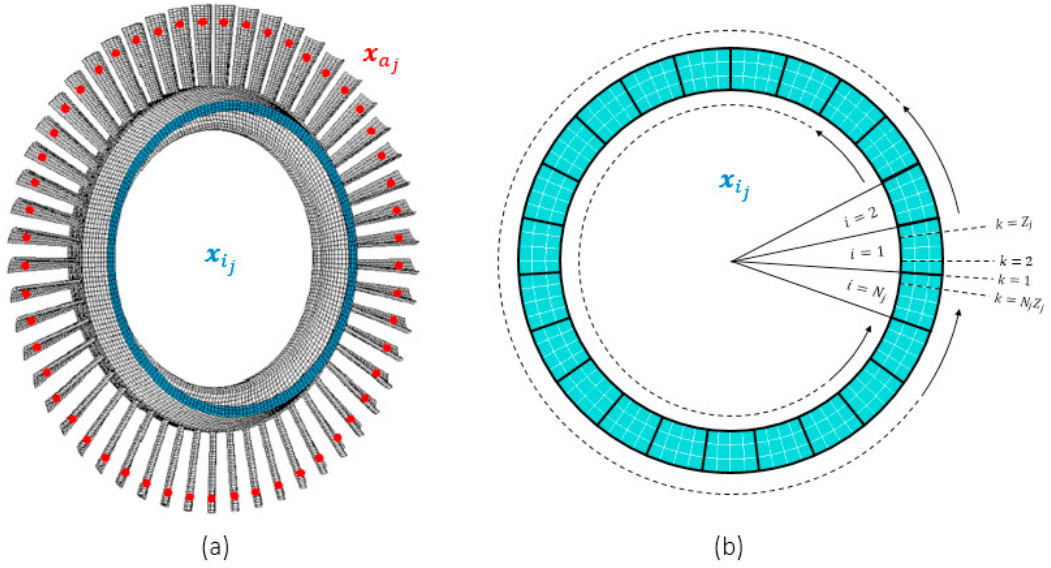 𝒙_{a_j}
𝒙_{i_j}
(a)
𝒙_{i_j}
i = 2
i = 1
i = N_j
k = Z_j
k = 2
k = 1
k = N_jZ_j
(b)